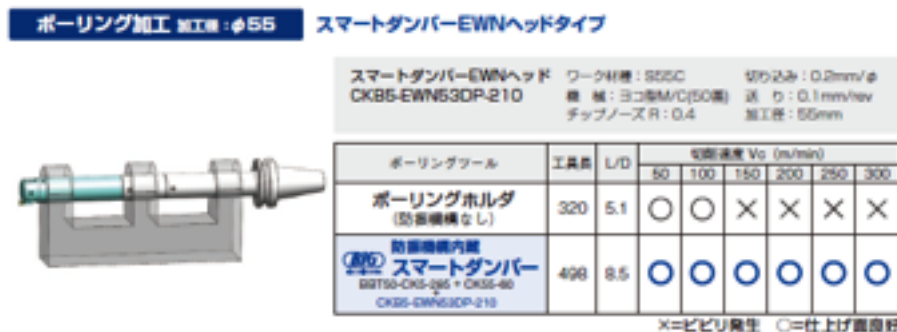 ボーリング加工 加工径：φ55 スマートダンパーEWNヘッドタイプ
スマートダンパーEWNヘッド
CKB5-EWN53DP-210
ワーク材種：S55C 切り込み：0.2mm/φ
機 械：ヨコ型M/C(50番) 送 り：0.1mm/rev
チップノーズR：0.4 加工径：55mm
ボーリングツール 工具長 L/D 切削速度 Vc (m/min)
50 100 150 200 250 300
ボーリングホルダ
(防振機構なし)
320 5.1 ○ ○ × × × ×
防振機構内蔵
BIG スマートダンパー
498 8.5 ○ ○ ○ ○ ○ ○
CKB5-EWN53DP-210
×=ビビリ発生 ○=仕上げ面良好